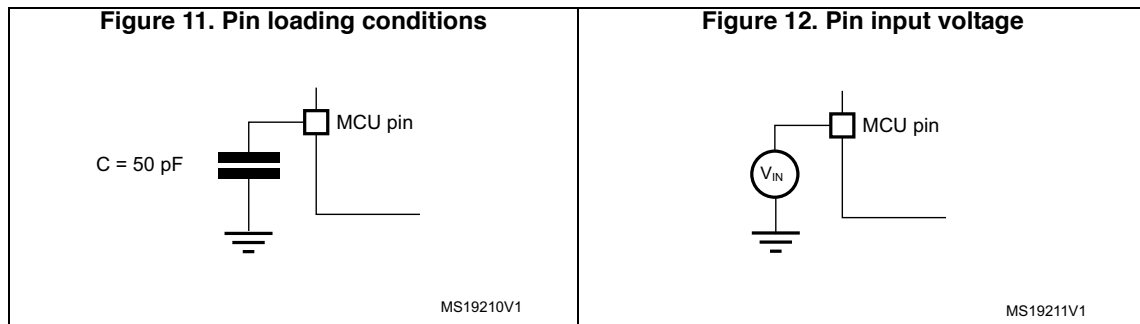 Figure 11. Pin loading conditions
MCU pin
C = 50 pF
MS19210V1
Figure 12. Pin input voltage
MCU pin
VIN
MS19211V1